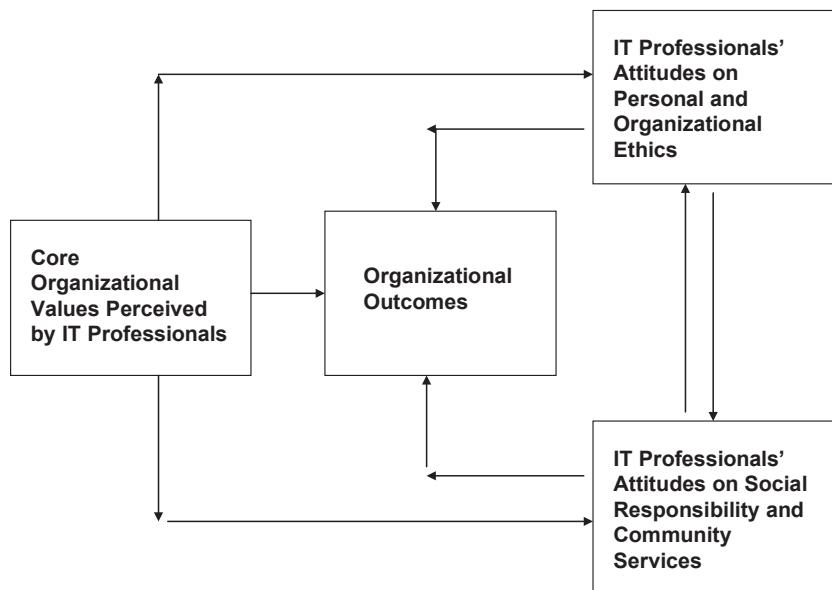 IT Professionals’
Attitudes on
Personal and
Organizational
Ethics
Core
Organizational
Values Perceived
by IT Professionals
Organizational
Outcomes
IT Professionals’
Attitudes on Social
Responsibility and
Community
Services